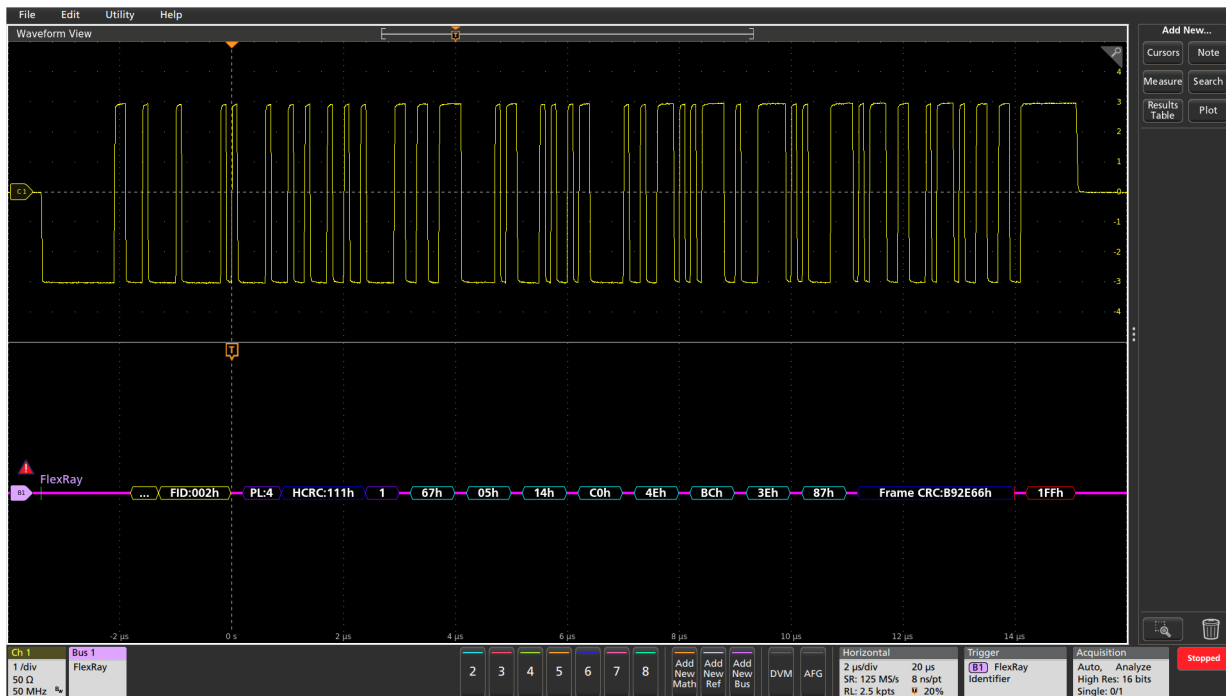 File Edit Utility Help
Waveform View
T
Add New...
Cursors Note
Measure Search
Results Table Plot
4
3
2
1
0
-1
-2
-3
-4
C1
T
FlexRay
B1 ... FID:002h PL:4 HCRC:111h 1 67h 05h 14h C0h 4Eh BCh 3Eh 87h Frame CRC:B92E66h 1FFh
-2 µs 0 s 2 µs 4 µs 6 µs 8 µs 10 µs 12 µs 14 µs
Ch 1
1/div
50 Ω
50 MHz Bw
Bus 1
FlexRay
2 3 4 5 6 7 8
Add New Math
Add New Ref
Add New Bus
DVM AFG
Horizontal
2 µs/div 20 µs
SR: 125 MS/s 8 ns/pt
RL: 2.5 kpts 20%
Trigger
B1 FlexRay
Identifier
Acquisition
Auto, Analyze
High Res: 16 bits
Single: 0/1
Stopped